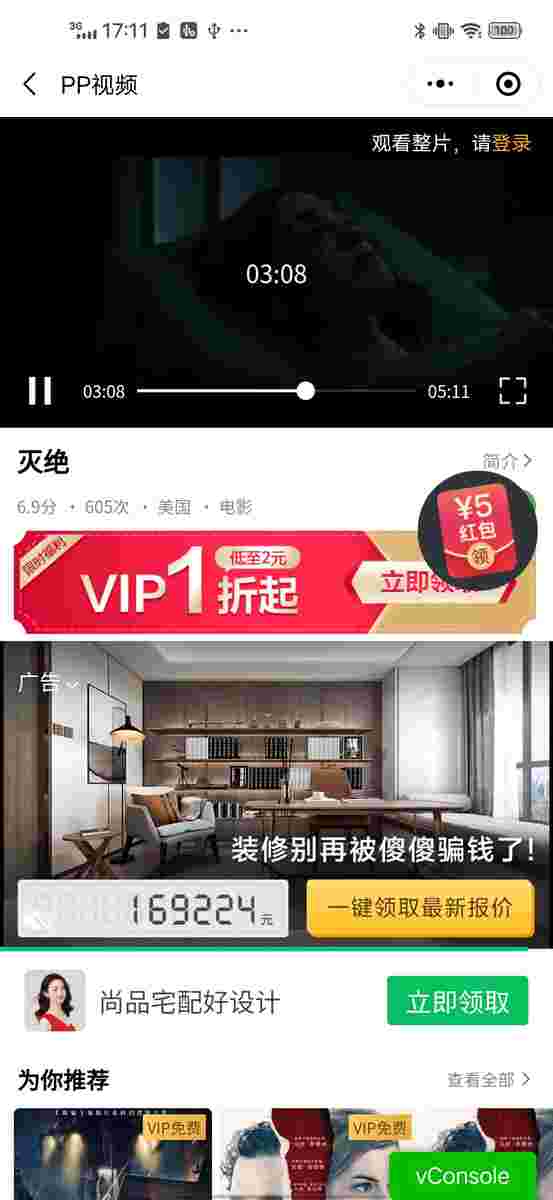 3G 17:11 100
PP视频
观看整片，请登录
03:08
03:08 05:11
灭绝
简介
6.9分 · 605次 · 美国 · 电影
¥5
红包
领
限时福利
VIP1折起
低至2元
立即领取
广告
装修别再被傻傻骗钱了!
169224元
一键领取最新报价
尚品宅配好设计
立即领取
为你推荐
查看全部
VIP免费
VIP免费
vConsole